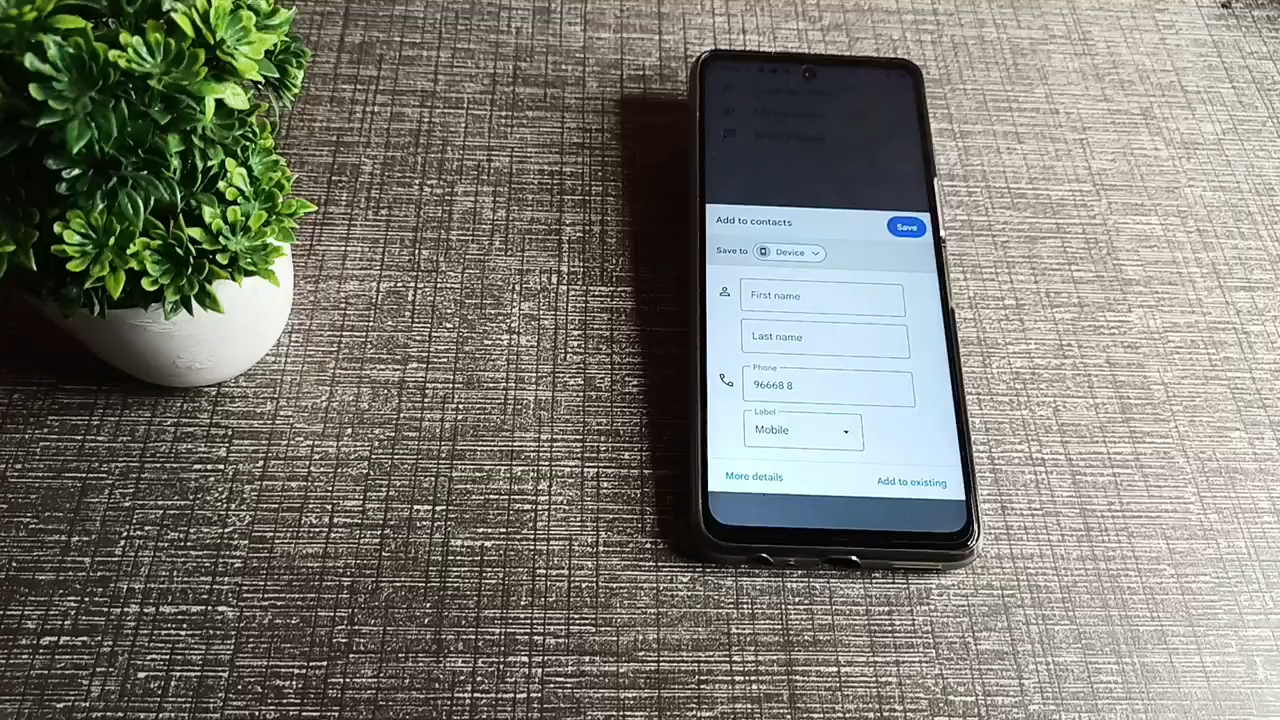 Add to contacts
Save
Save to
Device
First name
Last name
Phone
96668 8
Label
Mobile
More details
Add to existing